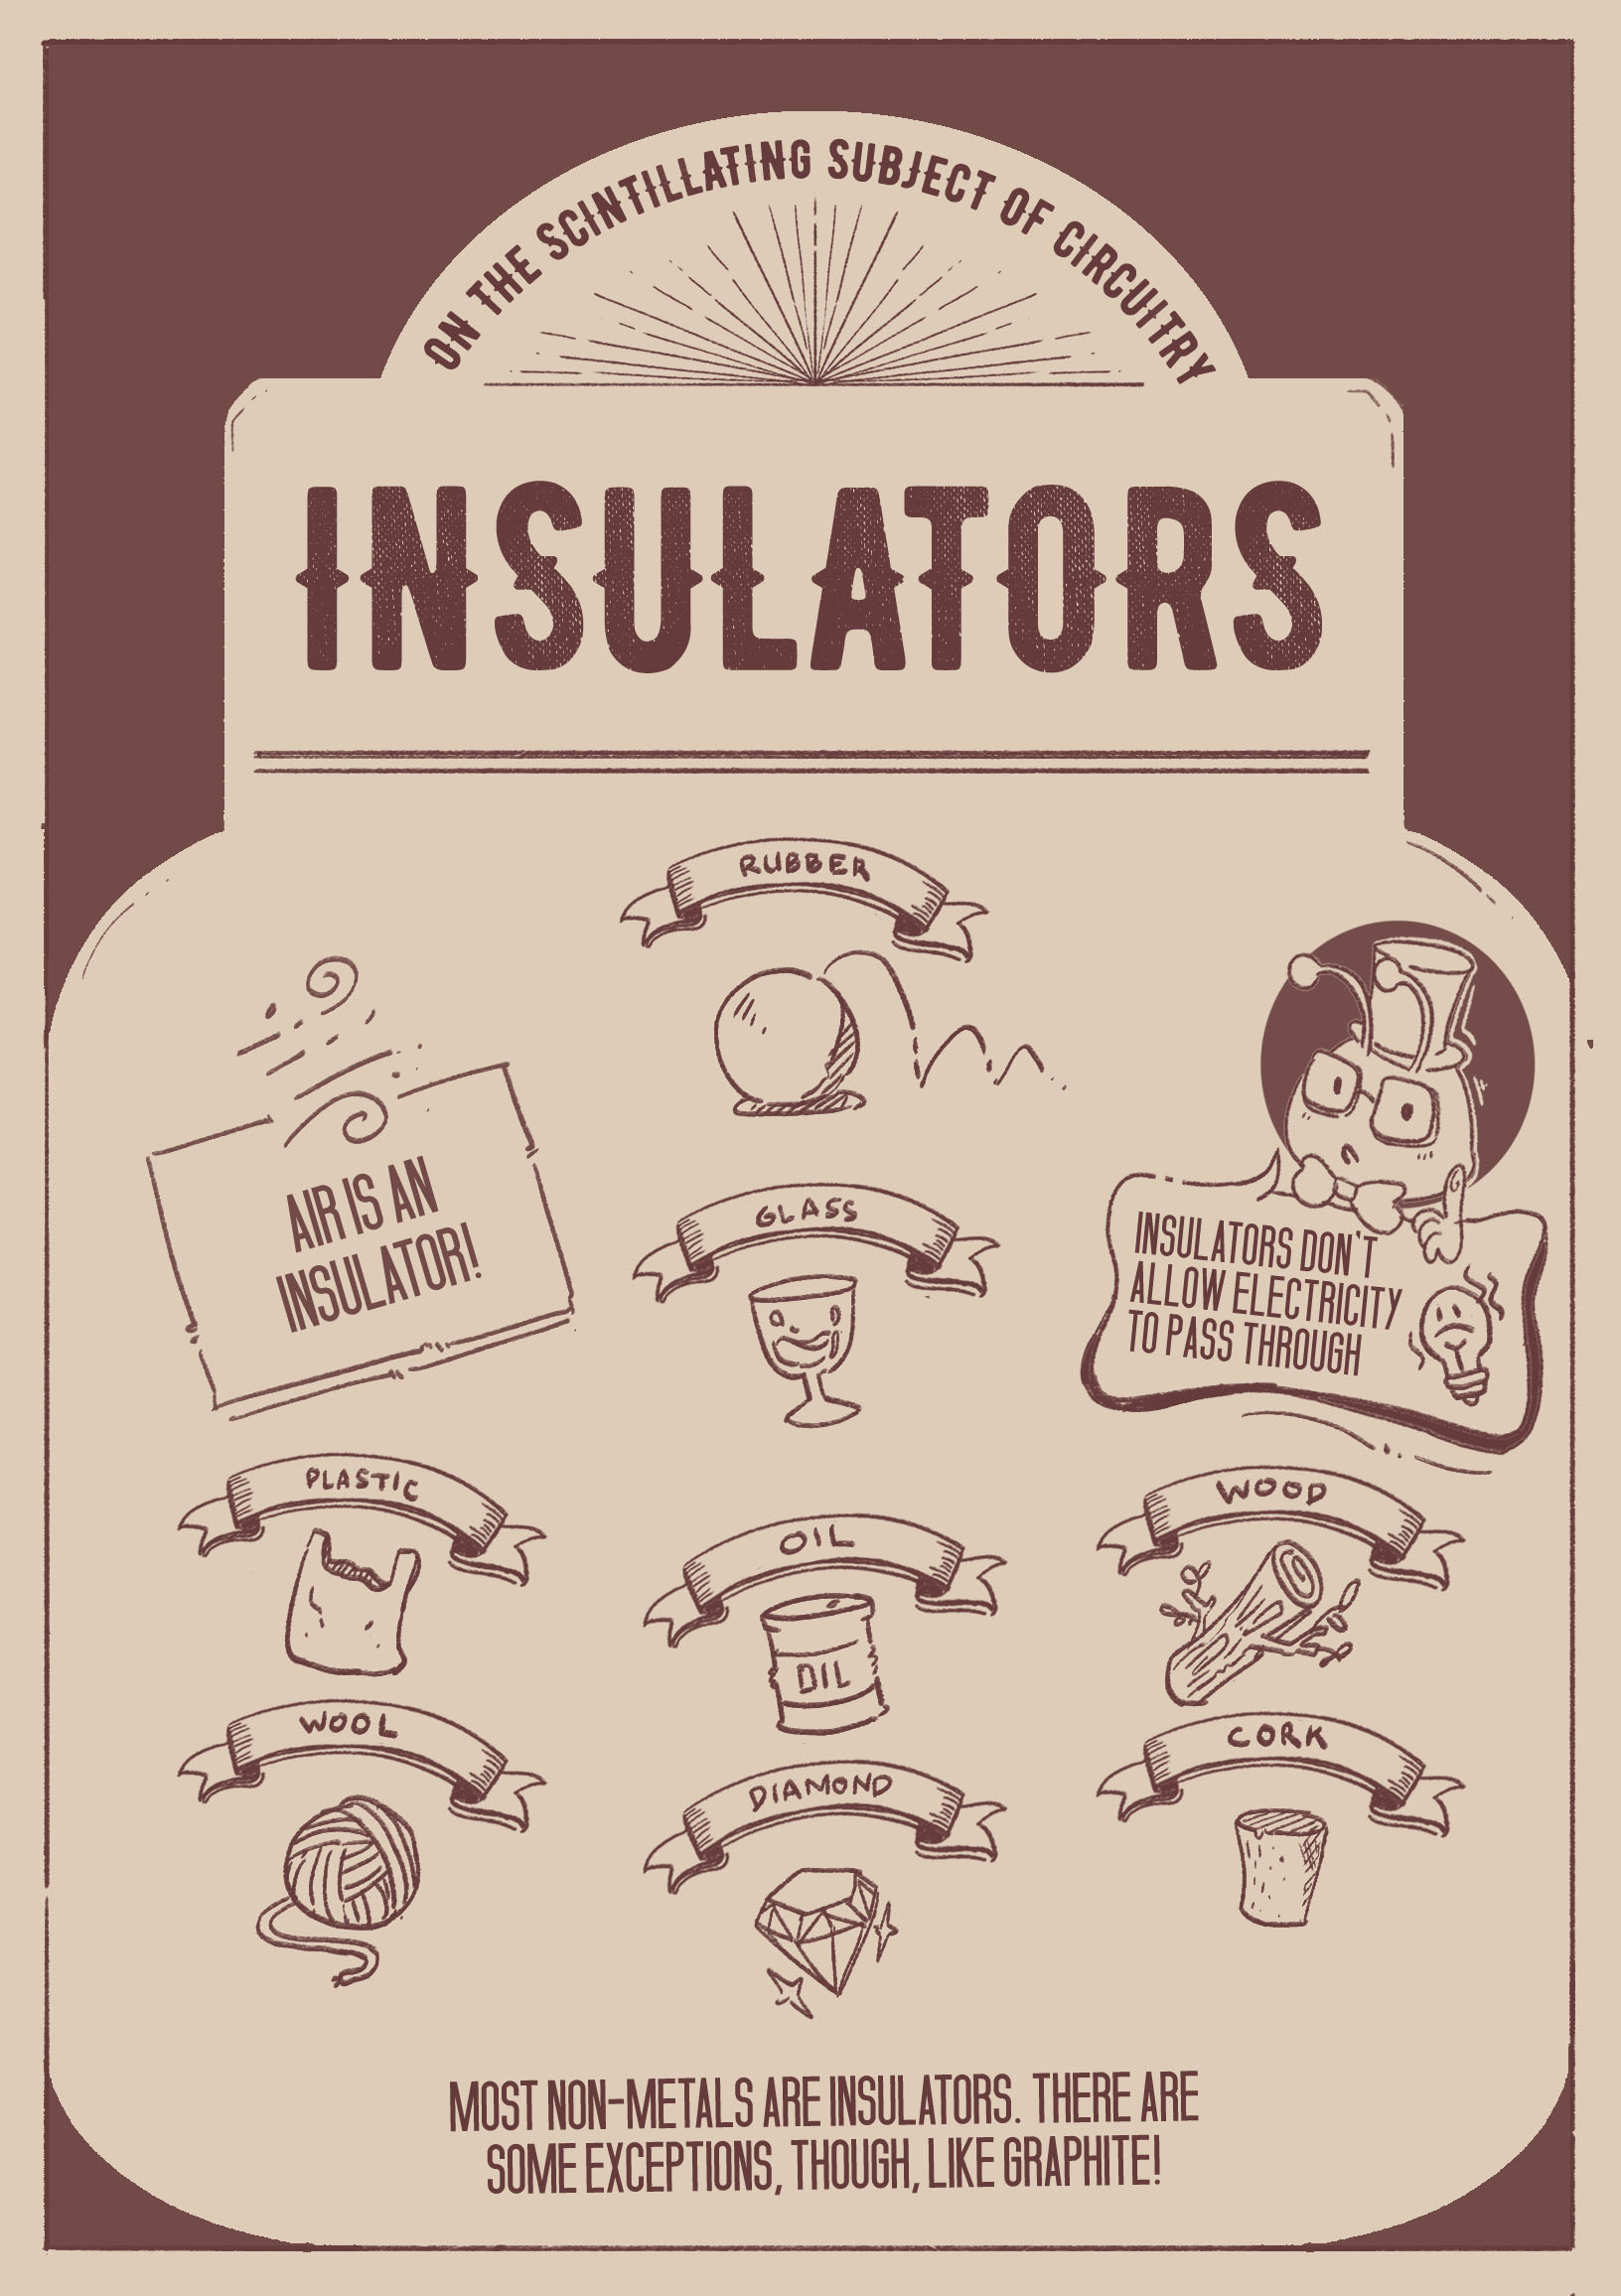 ON THE SCINTILLATING SUBJECT OF CIRCUITRY
INSULATORS
RUBBER
AIR IS AN
INSULATOR!
GLASS
INSULATORS DON'T
ALLOW ELECTRICITY
TO PASS THROUGH
PLASTIC
OIL
OIL
WOOD
WOOL
DIAMOND
CORK
MOST NON-METALS ARE INSULATORS. THERE ARE
SOME EXCEPTIONS, THOUGH, LIKE GRAPHITE!